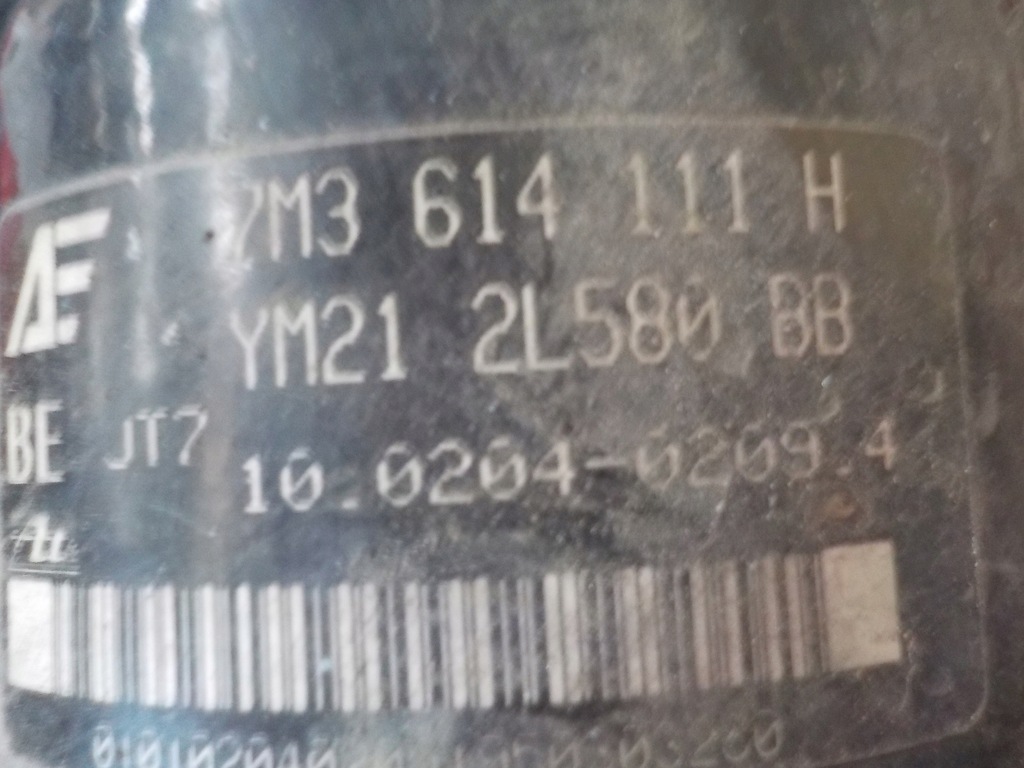 7M3 614 111 H
YM21 2L580 BB
BE JT7
10.0204-0209.4